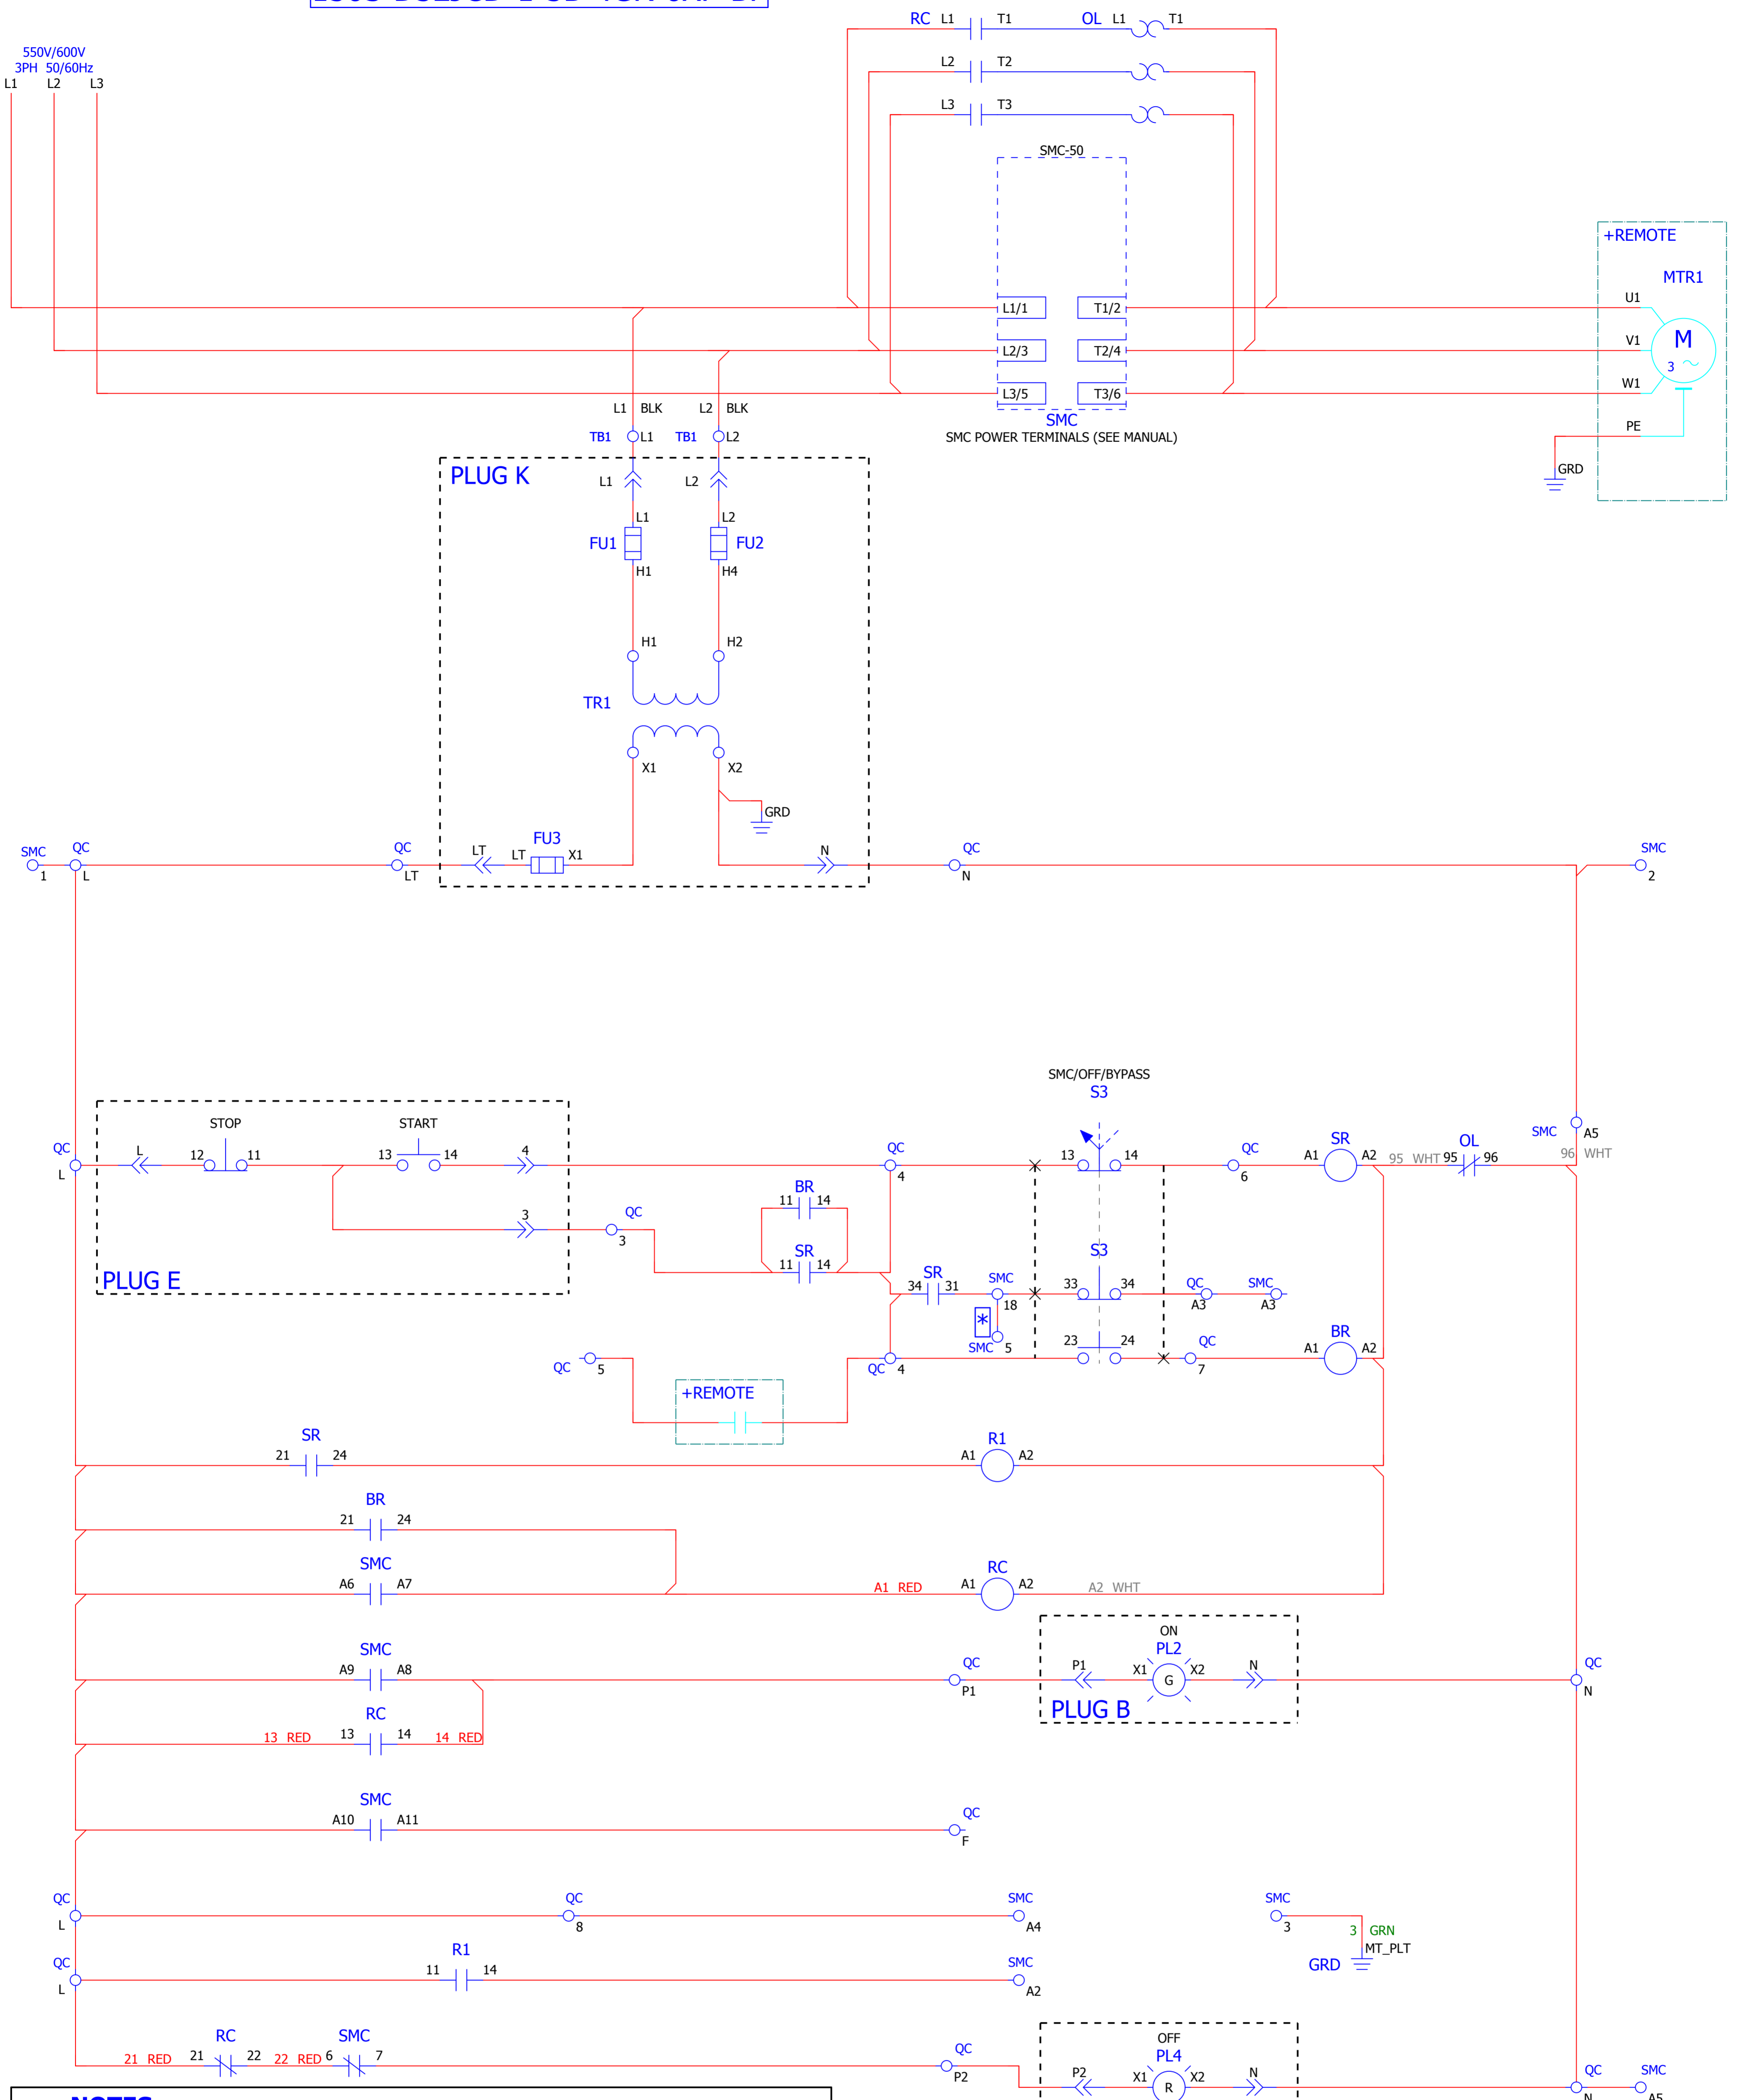 RC L1 T1 OL L1 T1
550V/600V
3PH 50/60Hz
L1 L2 L3
L2 T2
L3 T3
SMC-50
+REMOTE
MTR1
L1/1 T1/2 U1
L2/3 T2/4 V1 M
3
L3/5 T3/6 W1
L1 BLK L2 BLK
SMC
PE
TB1 L1 TB1 L2
SMC POWER TERMINALS (SEE MANUAL)
GRD
PLUG K
L1 L2
L1 L2
FU1 FU2
H1 H4
H1 H2
TR1
X1 X2
GRD
FU3
SMC QC QC LT LT X1 N QC SMC
1 L LT N 2
SMC/OFF/BYPASS
S3
STOP START
SMC A5
QC L 12 11 13 14 4 QC 13 14 QC SR OL
A1 A2 95 WHT 95 96 96 WHT
L 4 6
BR
11 14
3 QC
3
SR
11 14
S3
PLUG E
SR
34 31 SMC 33 34 QC SMC
18 A3 A3
*
SMC 5 23 24 QC BR
A1 A2
QC 5 QC 4 7
+REMOTE
SR
21 24 R1
A1 A2
BR
21 24
SMC
A6 A7 A1 RED RC
A1 A2 A2 WHT
ON
SMC
A9 A8 QC P1 X1 PL2 X2 N QC
P1 G N
PLUG B
RC
13 RED 13 14 14 RED
SMC
A10 A11 QC
F
QC QC SMC SMC
L 8 A4 3
3 GRN
MT_PLT
GRD
QC R1
11 14 SMC
L A2
OFF
RC SMC
21 RED 21 22 22 RED 6 7 QC
P2
P2 X1 PL4 X2 N QC SMC
R